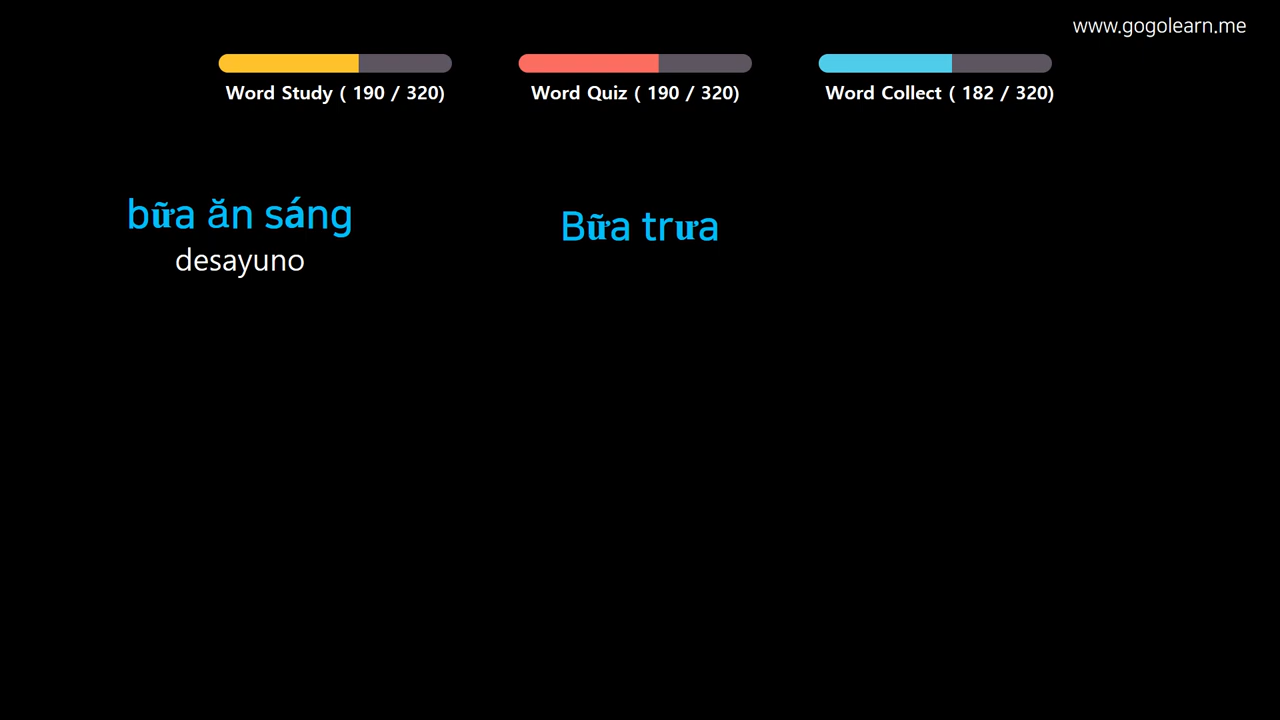 www.gogolearn.me
Word Study ( 190 / 320)
Word Quiz ( 190 / 320)
Word Collect ( 182 / 320)
bữa ăn sáng
desayuno
Bữa trưa